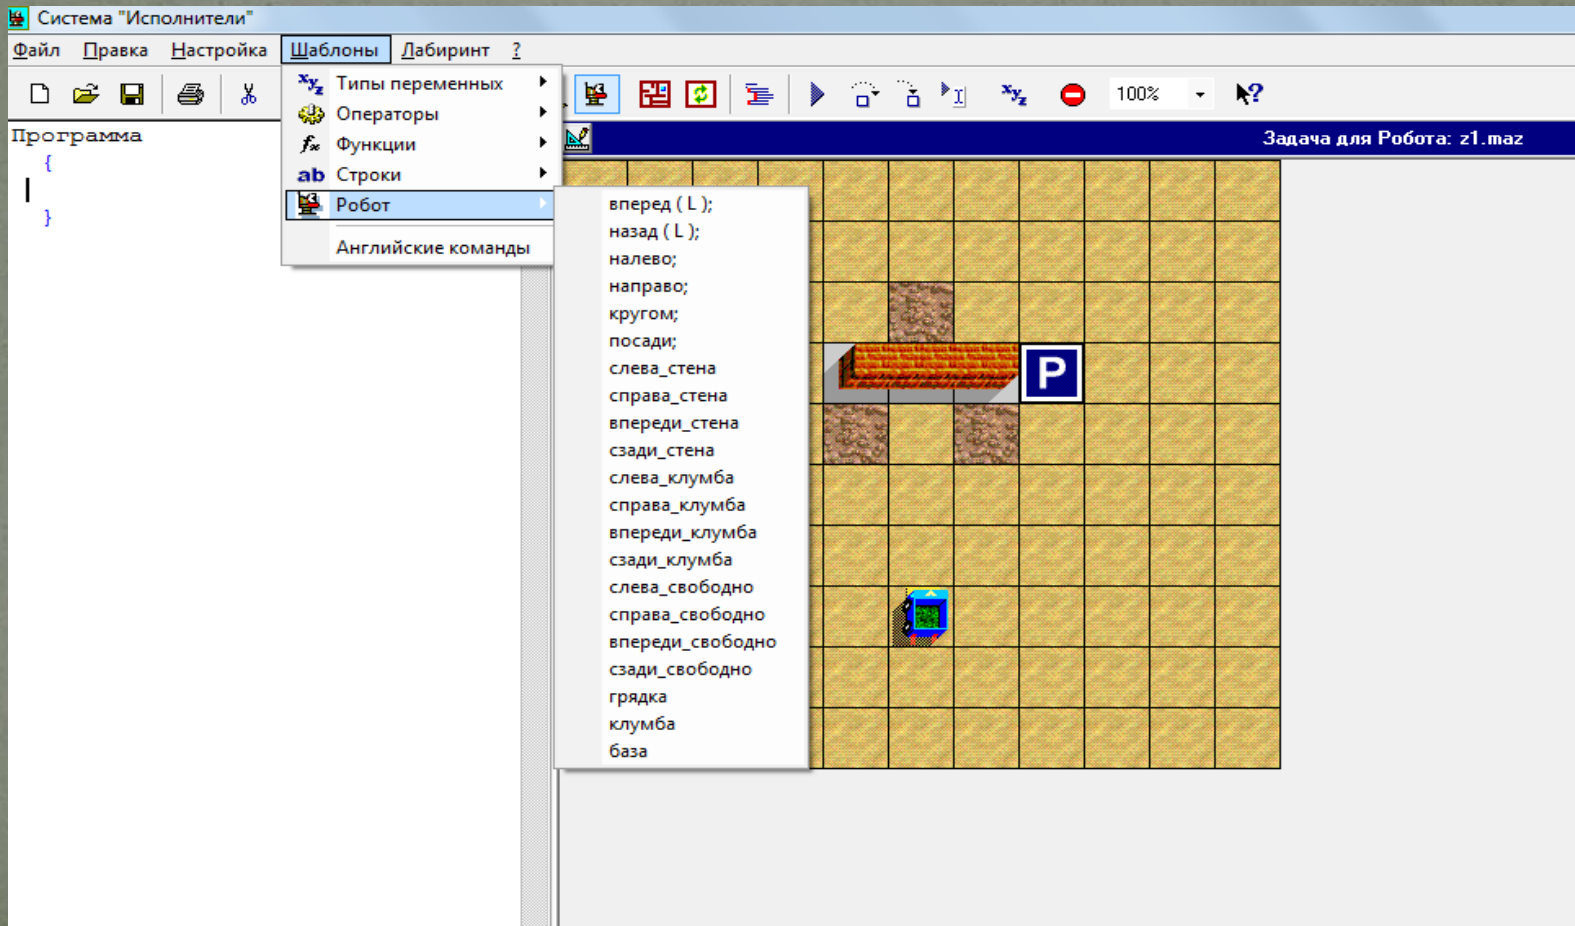 Система "Исполнители"
Файл Правка Настройка Шаблоны Лабиринт ?
Типы переменных
Операторы
Функции
ab Строки
Робот
Английские команды
100%
Программа
{
}
Задача для Робота: z1.maz
вперед ( L );
назад ( L );
налево;
направо;
кругом;
посади;
слева_стена
справа_стена
впереди_стена
сзади_стена
слева_клумба
справа_клумба
впереди_клумба
сзади_клумба
слева_свободно
справа_свободно
впереди_свободно
сзади_свободно
грядка
клумба
база
P